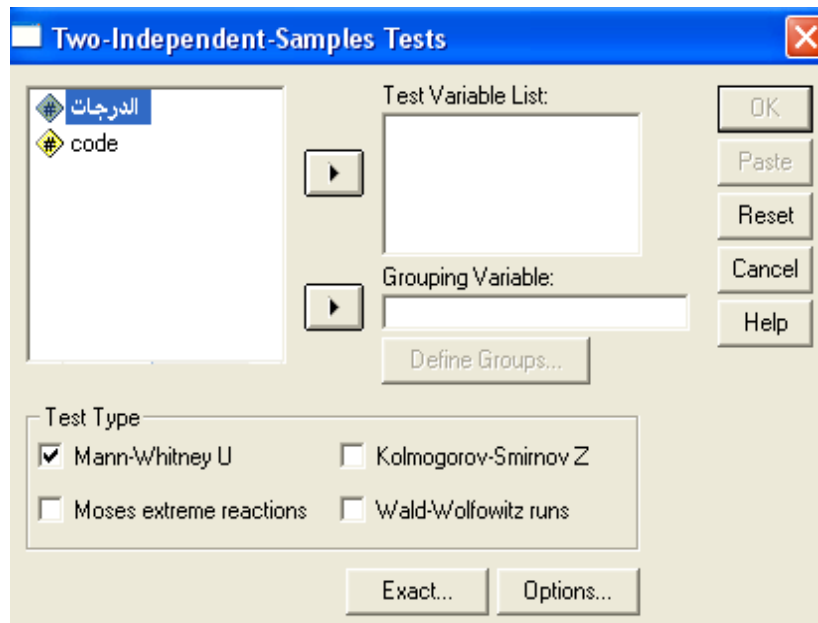 Two-Independent-Samples Tests
الدرجات
code
Test Variable List:
Grouping Variable:
Define Groups...
OK
Paste
Reset
Cancel
Help
Test Type
Mann-Whitney U
Kolmogorov-Smirnov Z
Moses extreme reactions
Wald-Wolfowitz runs
Exact...
Options...